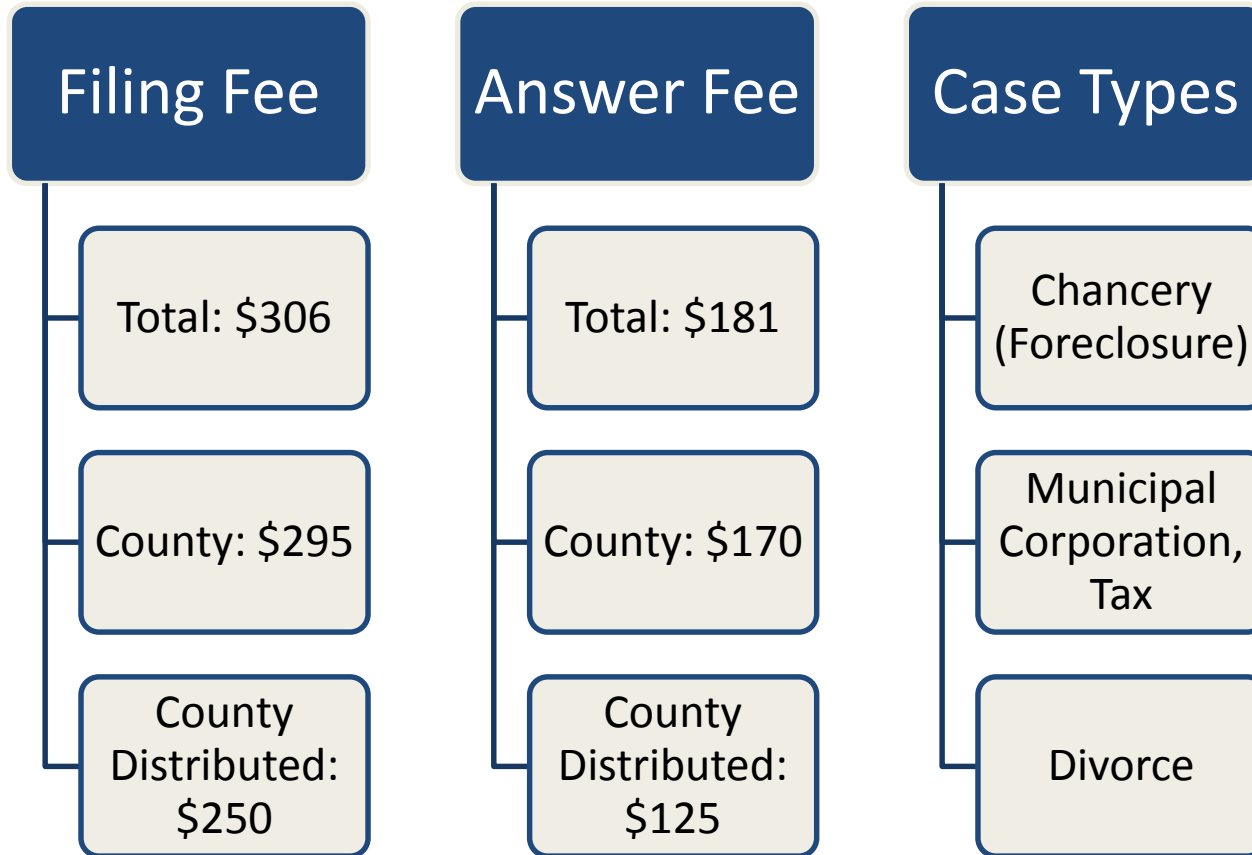 Filing Fee
Total: $306
County: $295
County
Distributed:
$250
Answer Fee
Total: $181
County: $170
County
Distributed:
$125
Case Types
Chancery
(Foreclosure)
Municipal
Corporation,
Tax
Divorce